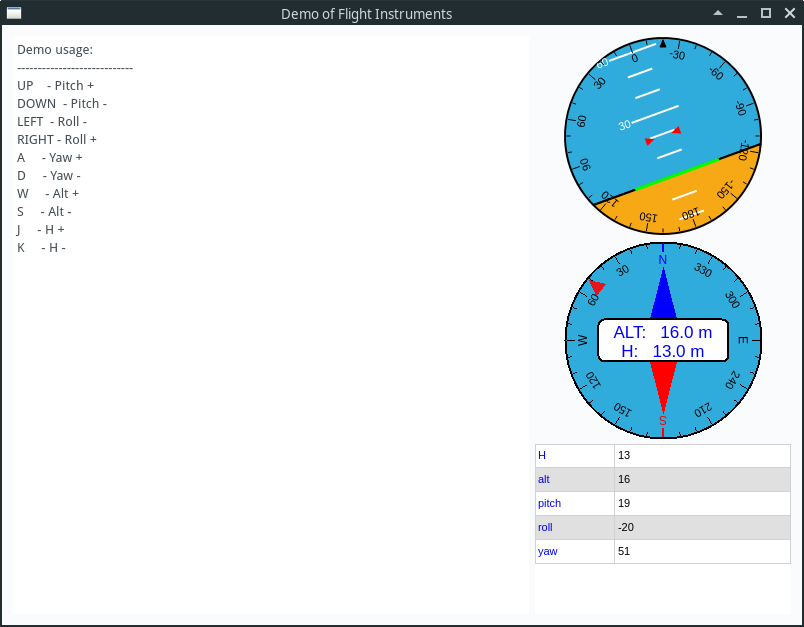 Demo of Flight Instruments
Demo usage:
----------------------------
UP - Pitch +
DOWN - Pitch -
LEFT - Roll -
RIGHT - Roll +
A - Yaw +
D - Yaw -
W - Alt +
S - Alt -
J - H +
K - H -
60
0
-30
30
-60
60
30
-90
90
-120
120
-150
150
180
N
30
330
60
300
W
E
ALT: 16.0 m
H: 13.0 m
120
240
150
210
S
H 13
alt 16
pitch 19
roll -20
yaw 51